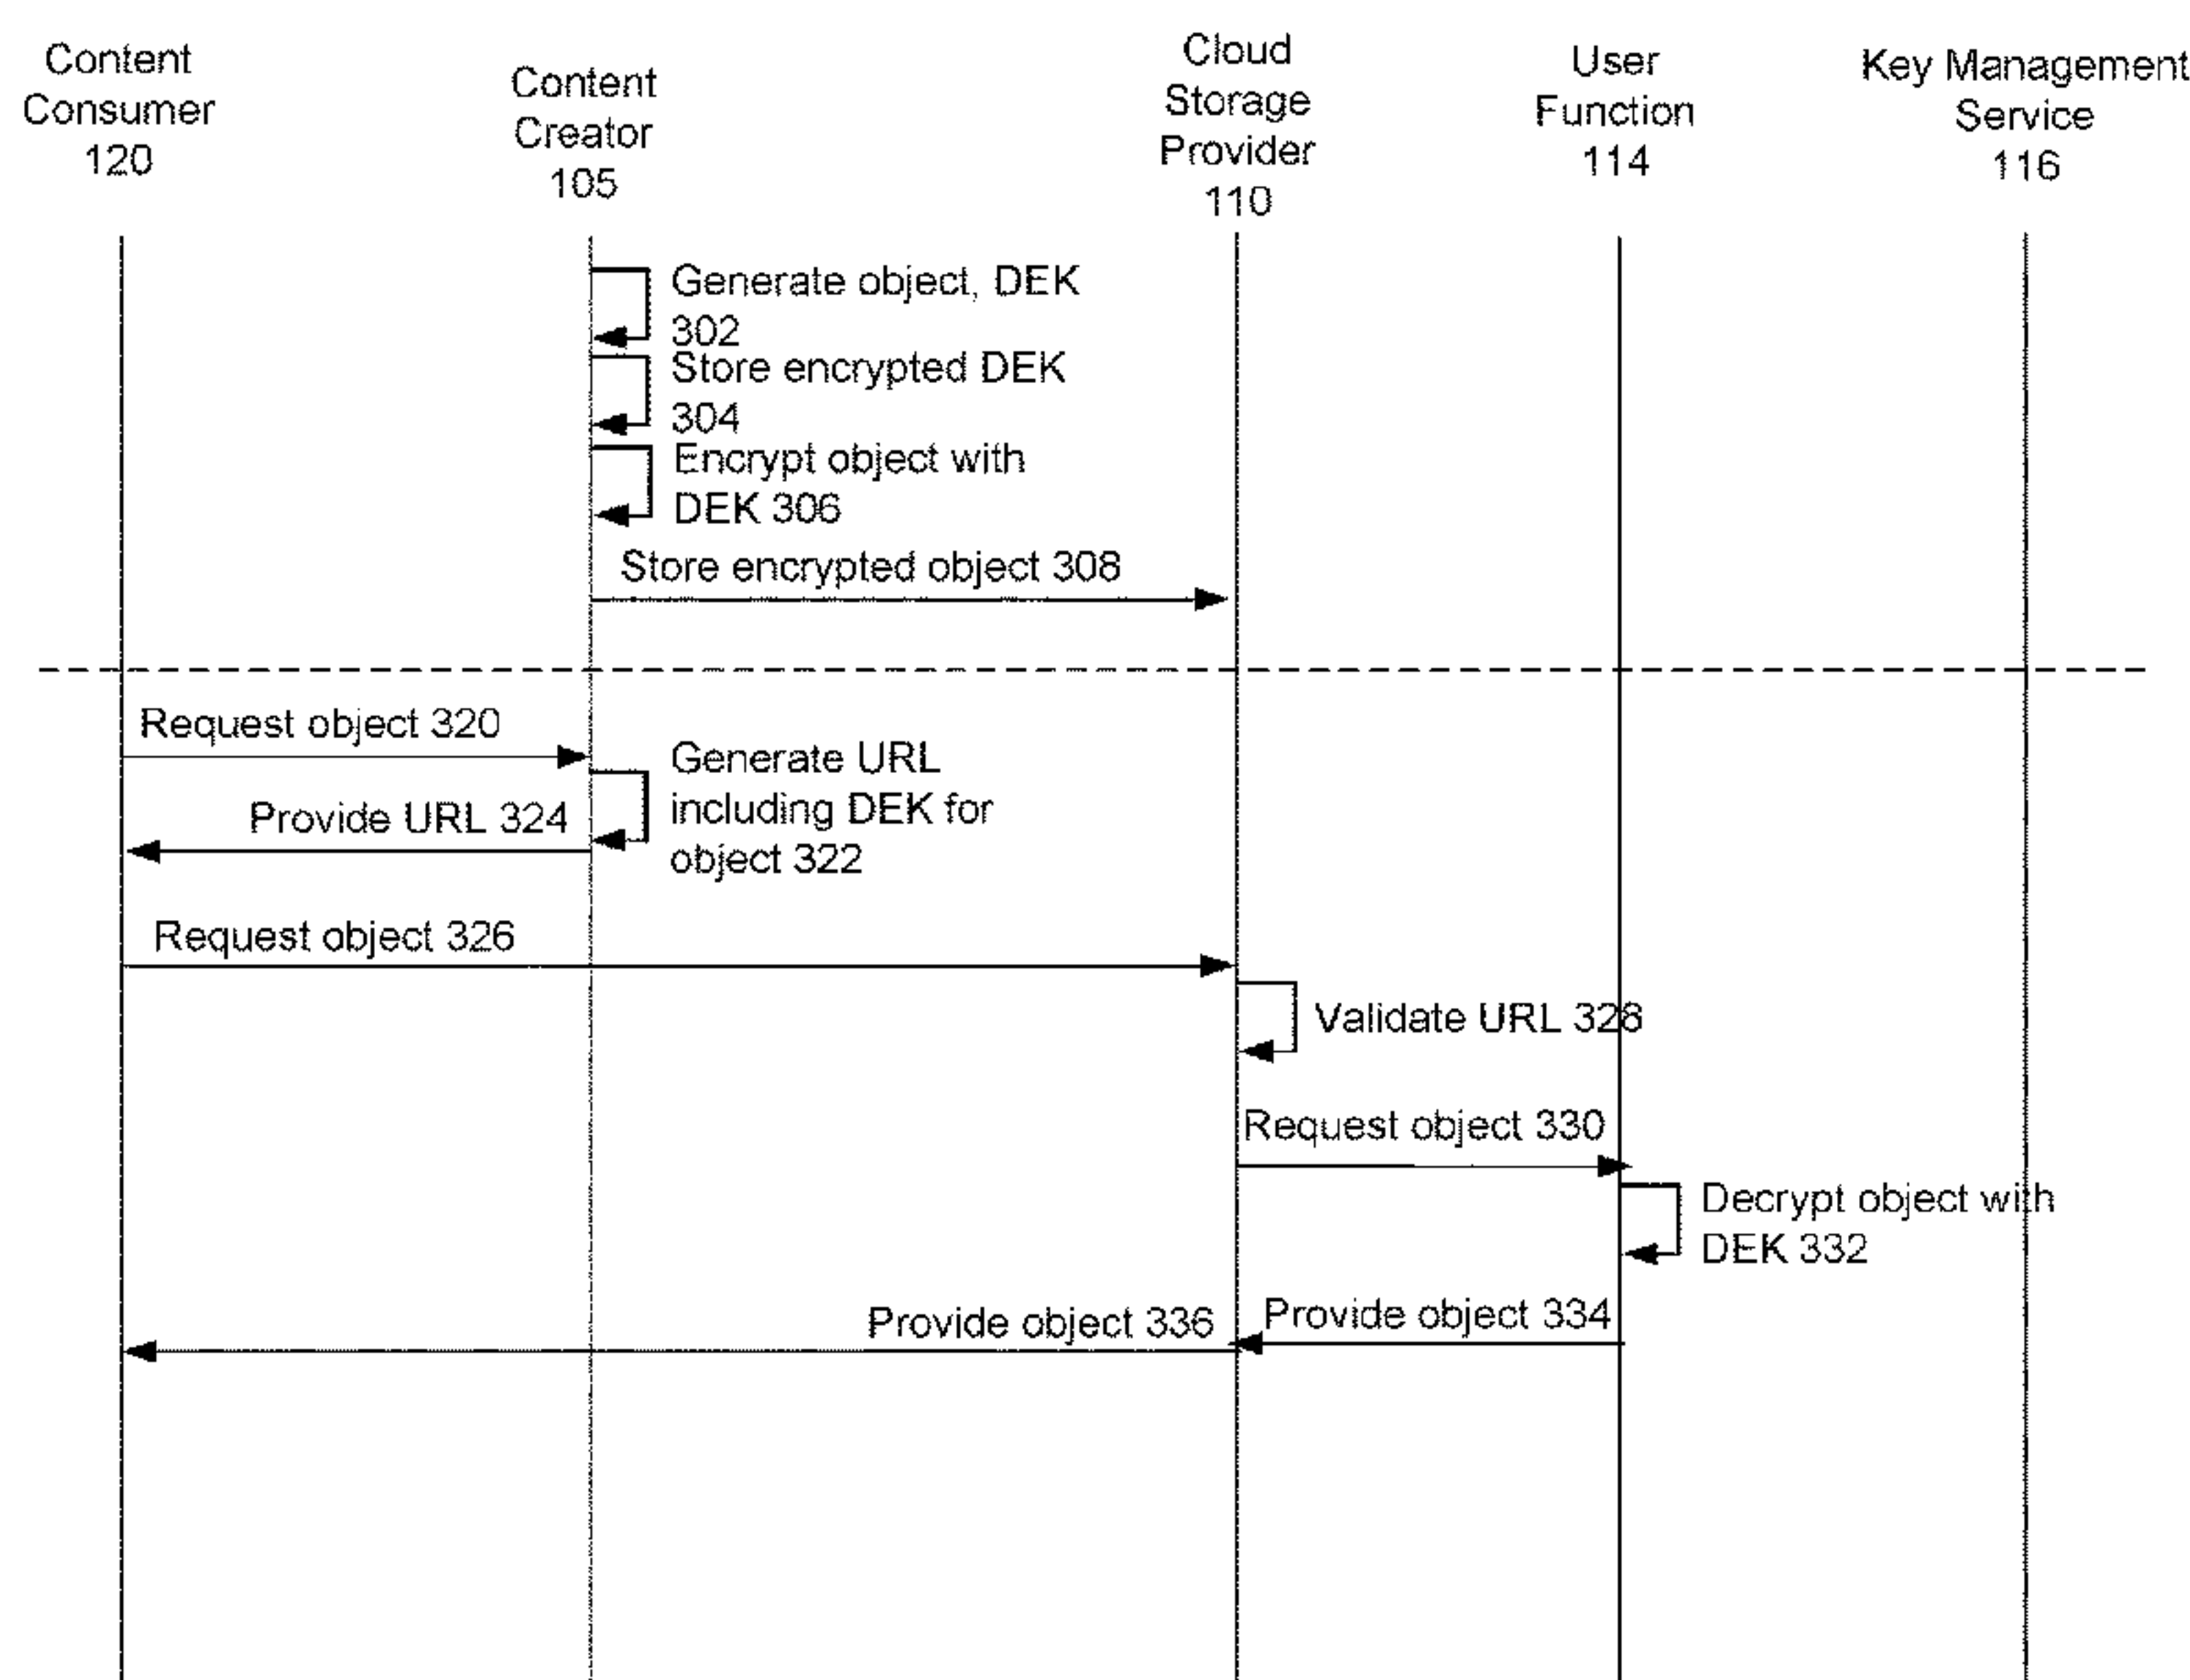 Content
Consumer
120
Content
Creator
105
Cloud
Storage
Provider
110
User
Function
114
Key Management
Service
116
Generate object, DEK
302
Store encrypted DEK
304
Encrypt object with
DEK 306
Store encrypted object 308
Request object 320
Generate URL
including DEK for
object 322
Provide URL 324
Request object 326
Validate URL 328
Request object 330
Decrypt object with
DEK 332
Provide object 334
Provide object 336